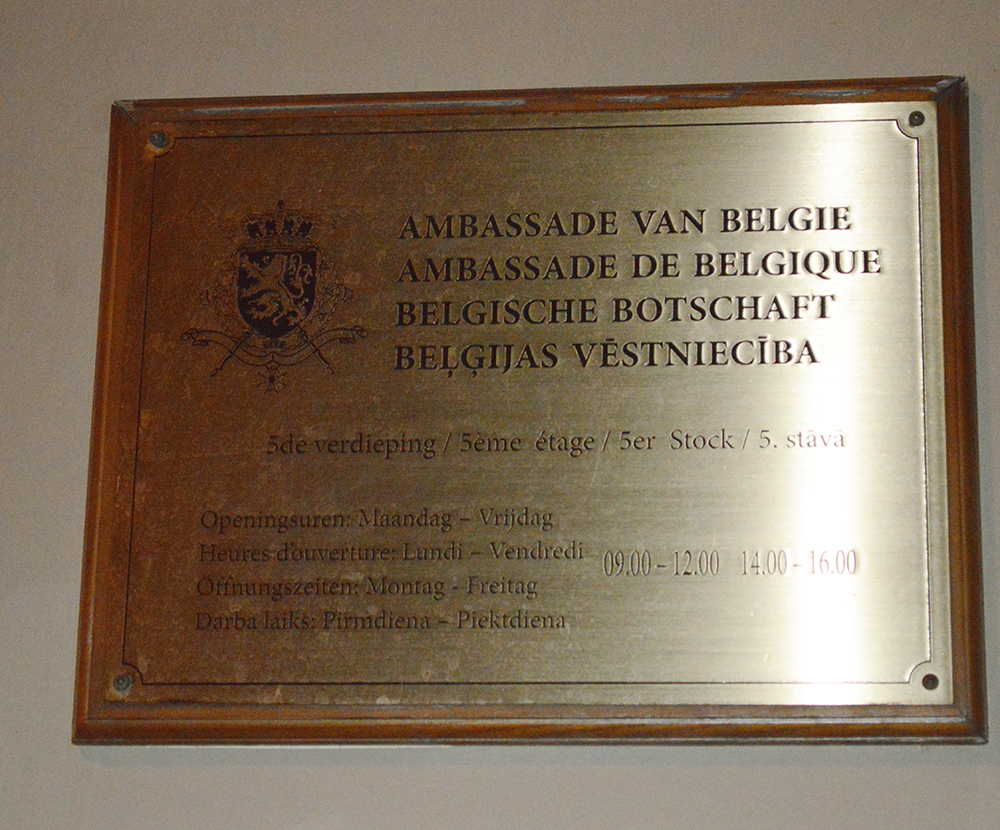 AMBASSADE VAN BELGIE
AMBASSADE DE BELGIQUE
BELGISCHE BOTSCHAFT
BEĻĢIJAS VĒSTNIECĪBA
5de verdieping / 5ème étage / 5er Stock / 5. stāvā
Openingsuren: Maandag – Vrijdag
Heures d'ouverture: Lundi – Vendredi
09.00 – 12.00 14.00 – 16.00
Öffnungszeiten: Montag - Freitag
Darba laiks: Pirmdiena – Piektdiena